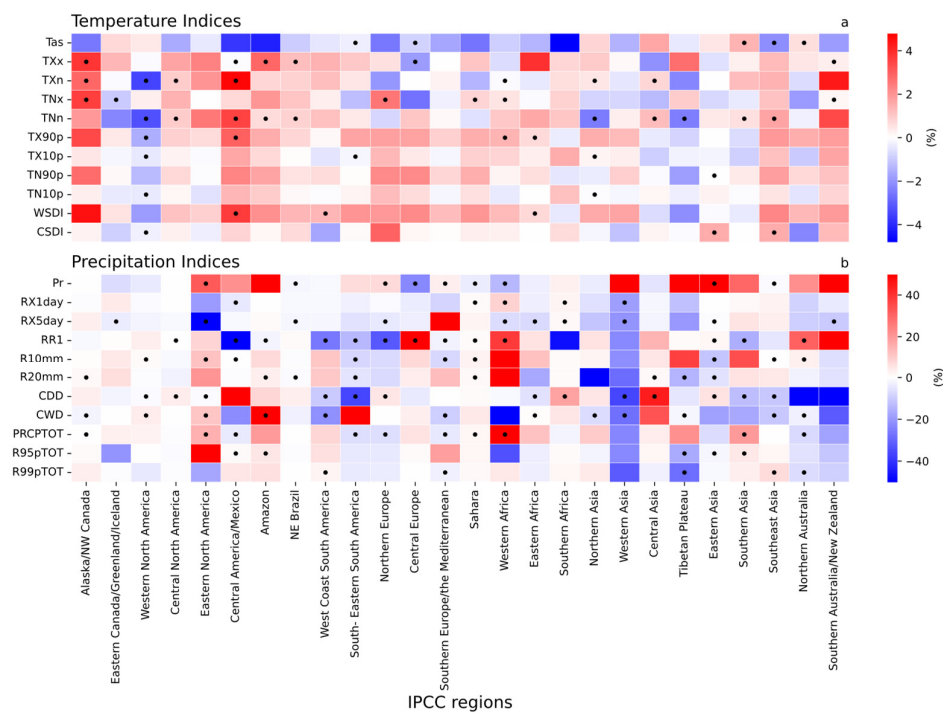 Temperature Indices
a
Tas
TXx
TXn
TNx
TNn
TX90p
TX10p
TN90p
TN10p
WSDI
CSDI
4
2
0
−2
−4
(%)
Precipitation Indices
b
Pr
RX1day
RX5day
RR1
R10mm
R20mm
CDD
CWD
PRCPTOT
R95pTOT
R99pTOT
40
20
0
−20
−40
(%)
Alaska/NW Canada
Eastern Canada/Greenland/Iceland
Western North America
Central North America
Eastern North America
Central America/Mexico
Amazon
NE Brazil
West Coast South America
South- Eastern South America
Northern Europe
Central Europe
Southern Europe/the Mediterranean
Sahara
Western Africa
Eastern Africa
Southern Africa
Northern Asia
Western Asia
Central Asia
Tibetan Plateau
Eastern Asia
Southern Asia
Southeast Asia
Northern Australia
Southern Australia/New Zealand
IPCC regions